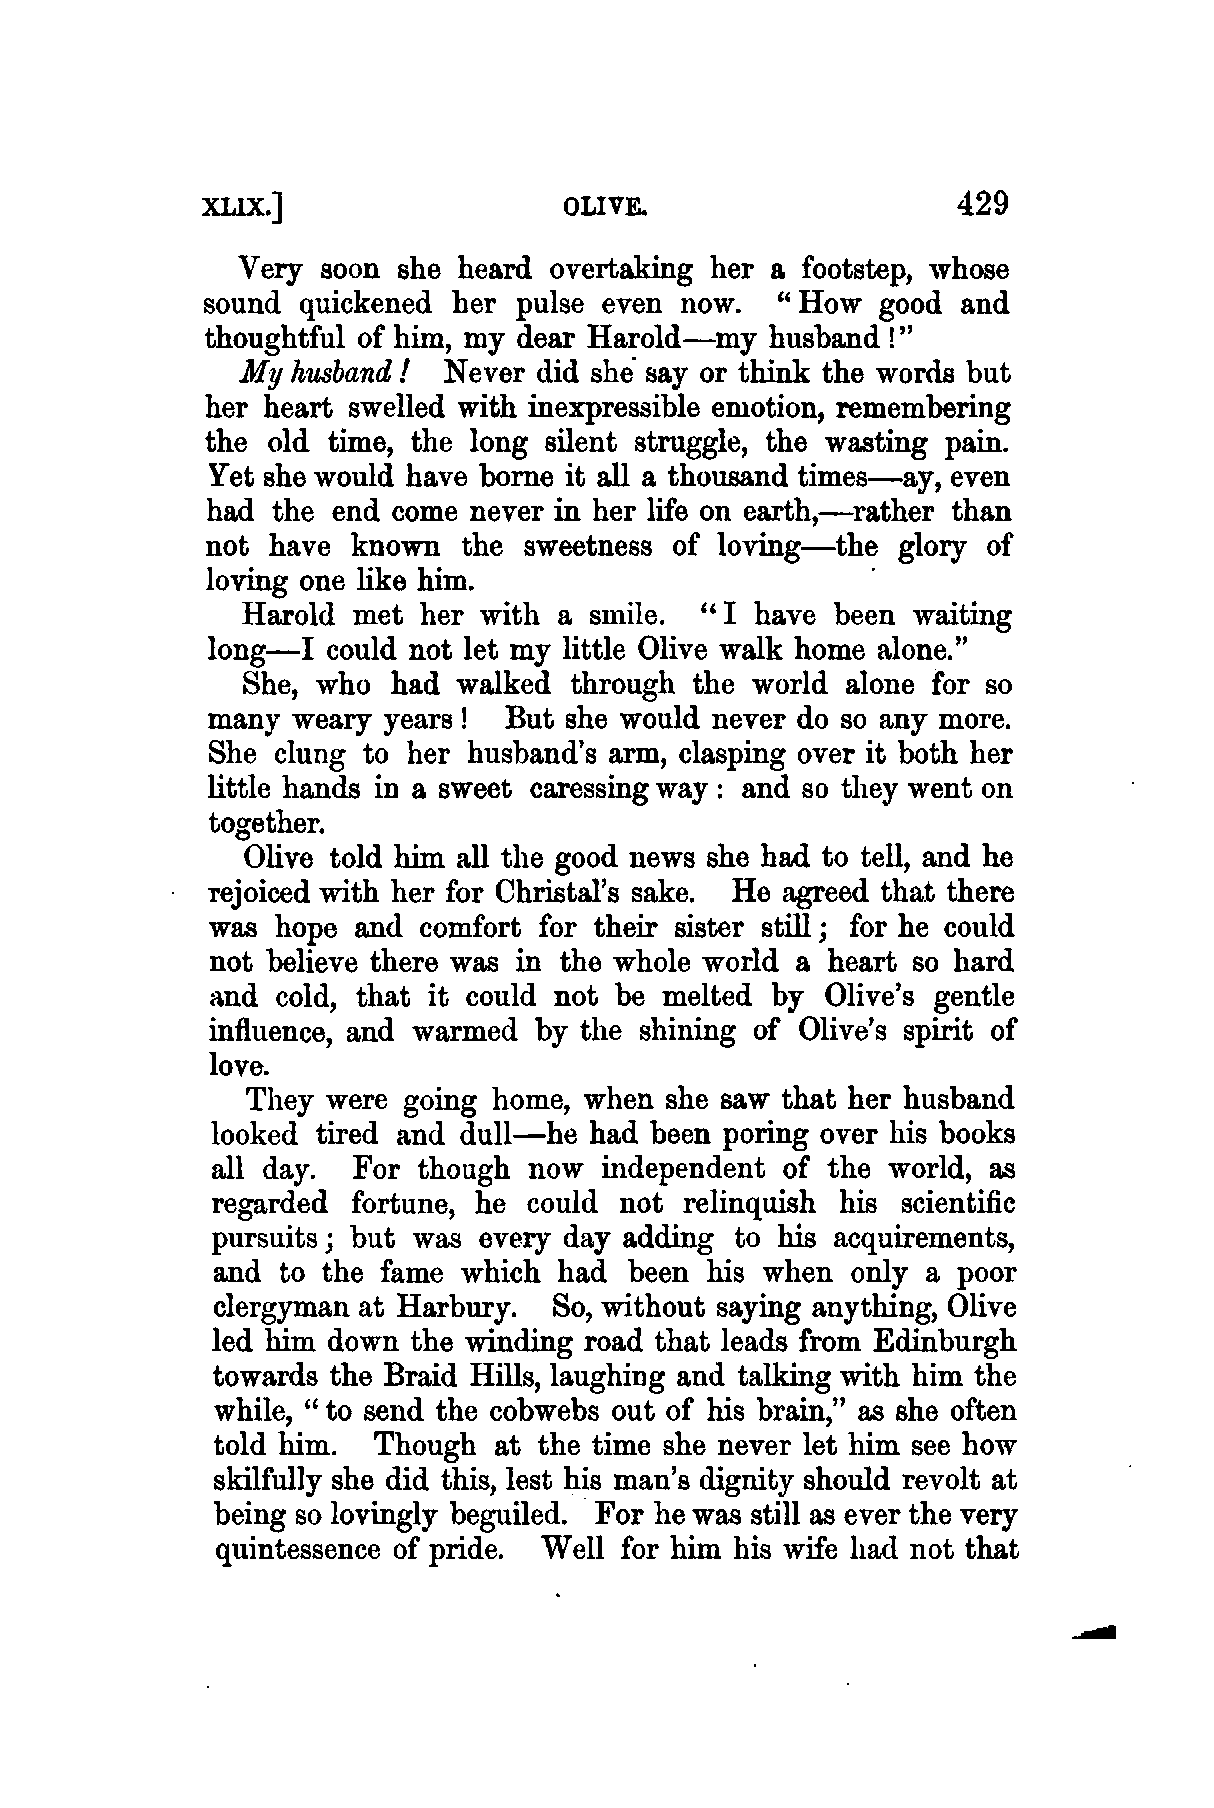 XLIX.] OLIVE. 429
Very soon she heard overtaking her a footstep, whose
sound quickened her pulse even now. "How good and
thoughtful of him, my dear Harold—my husband!"
My husband! Never did she say or think the words but
her heart swelled with inexpressible emotion, remembering
the old time, the long silent struggle, the wasting pain.
Yet she would have borne it all a thousand times—ay, even
had the end come never in her life on earth,—rather than
not have known the sweetness of loving—the glory of
loving one like him.
Harold met her with a smile. "I have been waiting
long—I could not let my little Olive walk home alone."
She, who had walked through the world alone for so
many weary years! But she would never do so any more.
She clung to her husband's arm, clasping over it both her
little hands in a sweet caressing way: and so they went on
together.
Olive told him all the good news she had to tell, and he
rejoiced with her for Christal's sake. He agreed that there
was hope and comfort for their sister still; for he could
not believe there was in the whole world a heart so hard
and cold, that it could not be melted by Olive's gentle
influence, and warmed by the shining of Olive's spirit of
love.
They were going home, when she saw that her husband
looked tired and dull—he had been poring over his books
all day. For though now independent of the world, as
regarded fortune, he could not relinquish his scientific
pursuits; but was every day adding to his acquirements,
and to the fame which had been his when only a poor
clergyman at Harbury. So, without saying anything, Olive
led him down the winding road that leads from Edinburgh
towards the Braid Hills, laughing and talking with him the
while, "to send the cobwebs out of his brain," as she often
told him. Though at the time she never let him see how
skilfully she did this, lest his man's dignity should revolt at
being so lovingly beguiled. For he was still as ever the very
quintessence of pride. Well for him his wife had not that